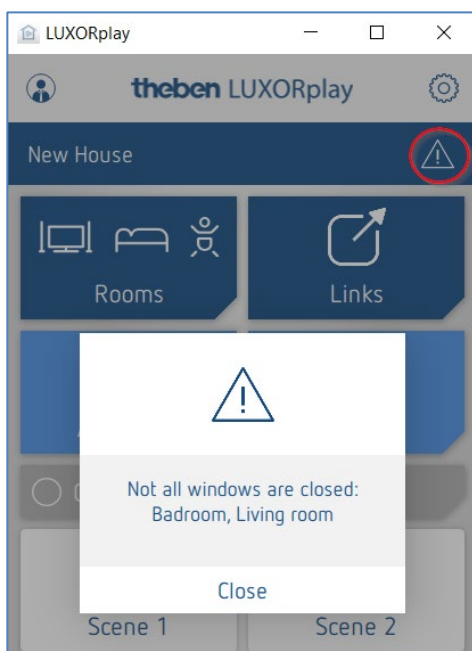 LUXORplay
theben LUXORplay
New House
Rooms
Links
Not all windows are closed:
Badroom, Living room
Close
Scene 1
Scene 2